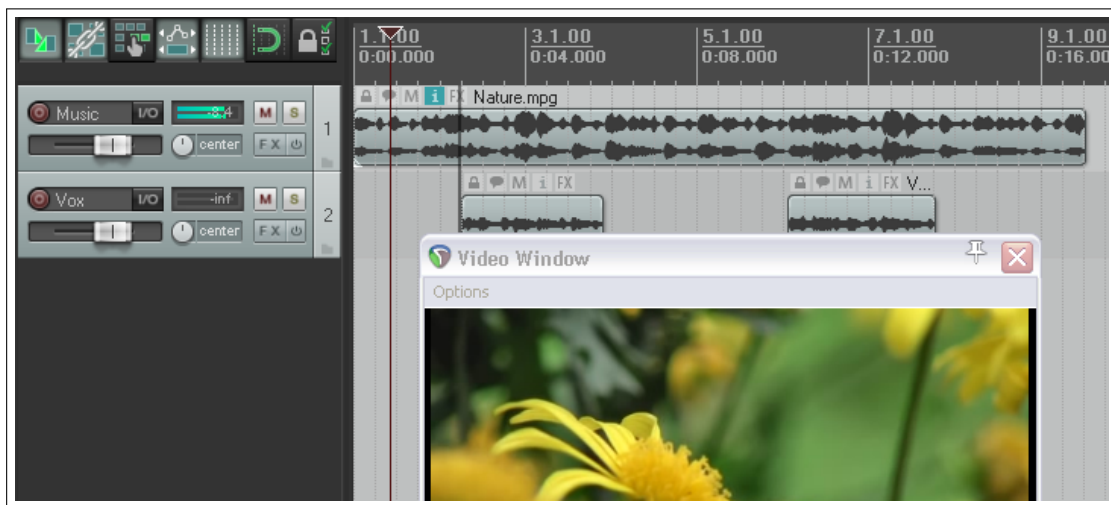 1.1.00 3.1.00 5.1.00 7.1.00 9.1.00
0:00.000 0:04.000 0:08.000 0:12.000 0:16.00
M i FX Nature.mpg
Music I/O -8.4 M S
1
center FX
M i FX M i FX V...
Vox I/O -inf M S
2
center FX
Video Window
Options